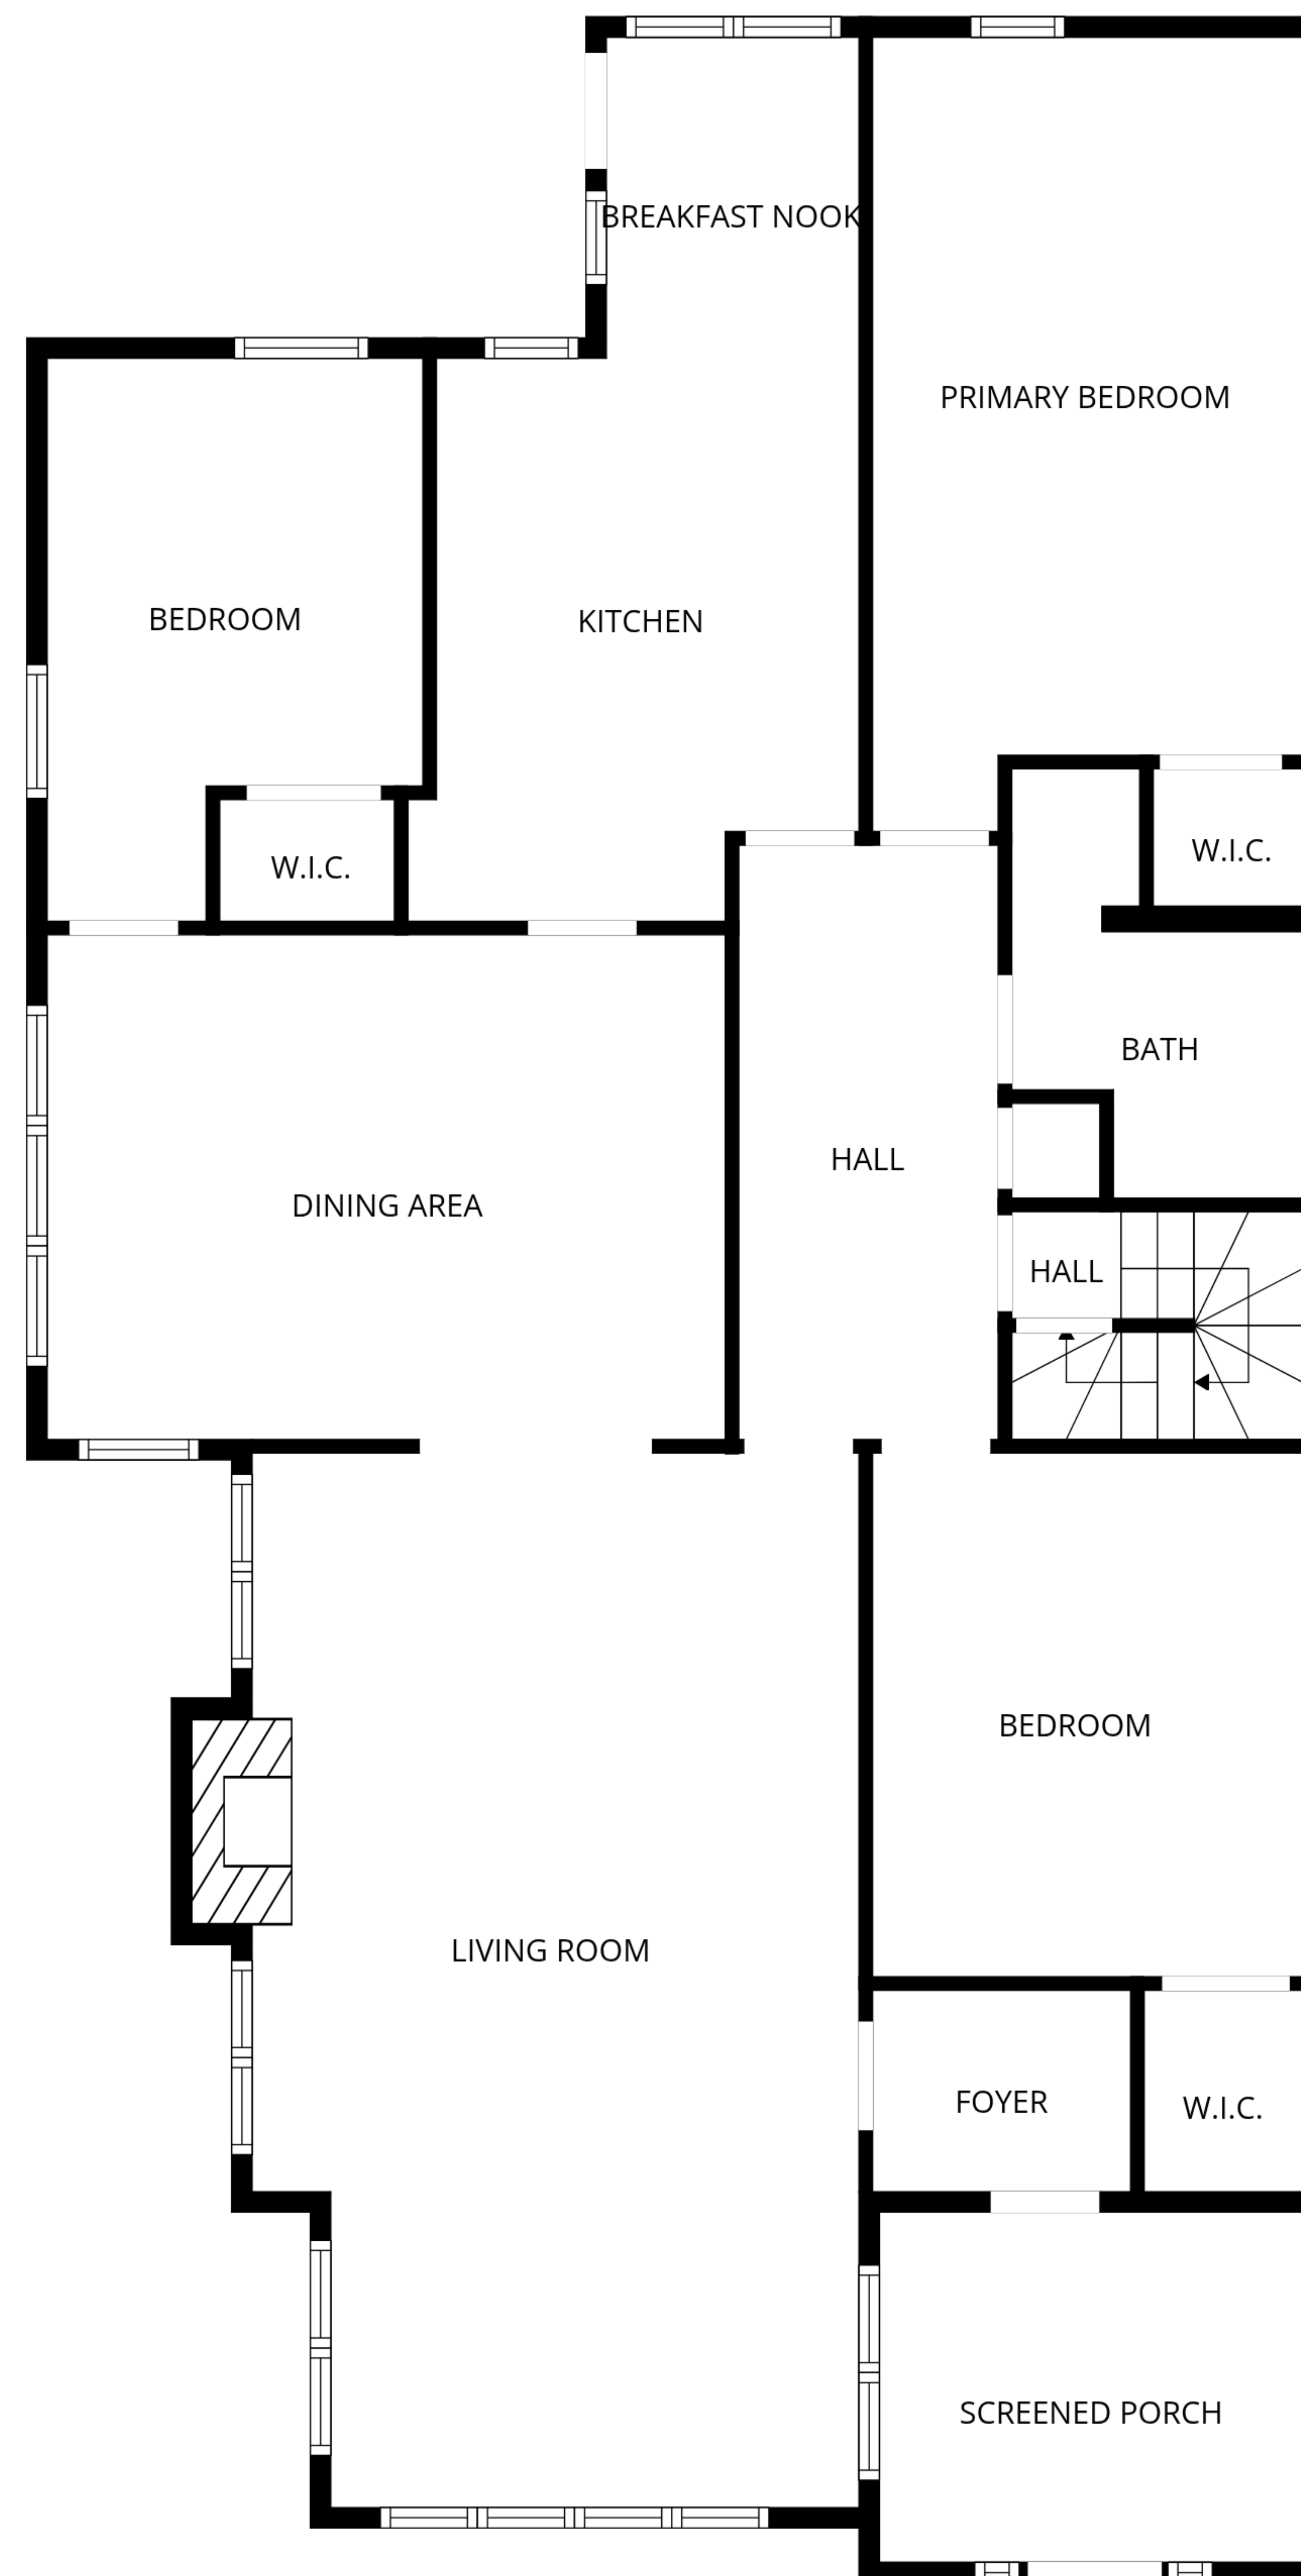 BREAKFAST NOOK
PRIMARY BEDROOM
BEDROOM
KITCHEN
W.I.C.
W.I.C.
BATH
HALL
DINING AREA
HALL
BEDROOM
LIVING ROOM
FOYER
W.I.C.
SCREENED PORCH